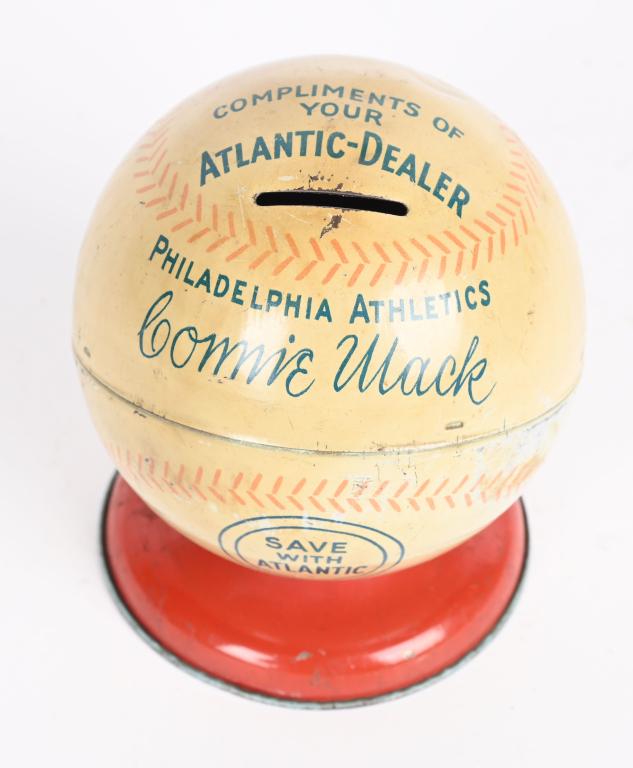 COMPLIMENTS OF
YOUR
ATLANTIC-DEALER
PHILADELPHIA ATHLETICS
Connie Mack
SAVE
WITH
ATLANTIC